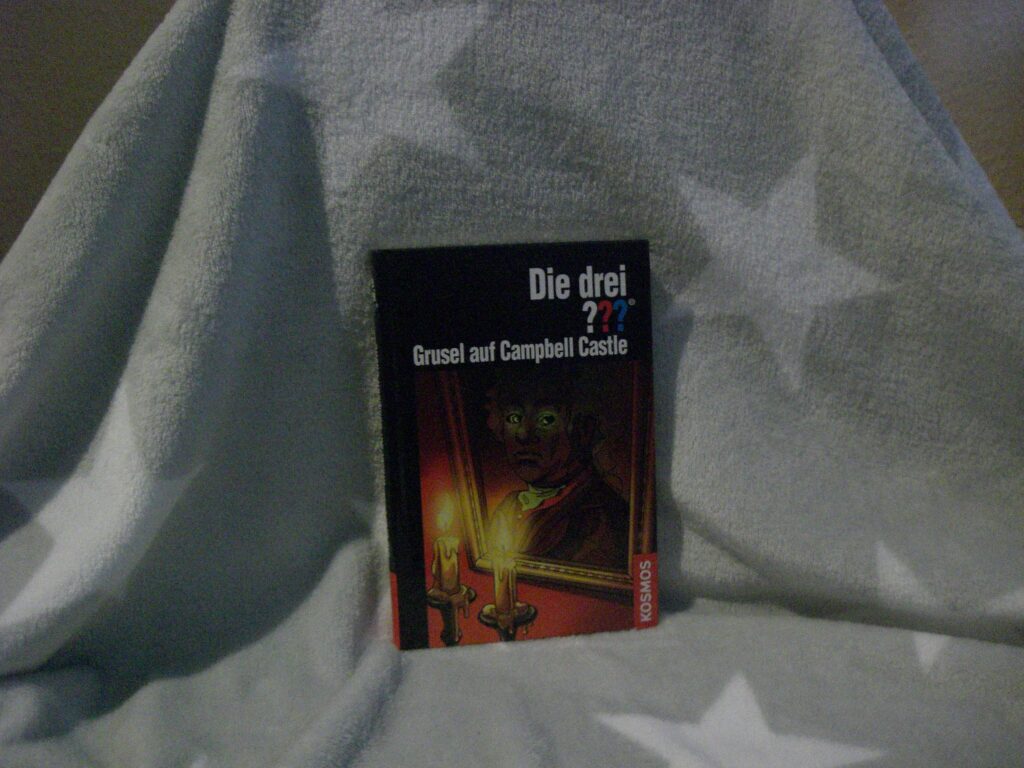 Die drei
???®
Grusel auf Campbell Castle
KOSMOS